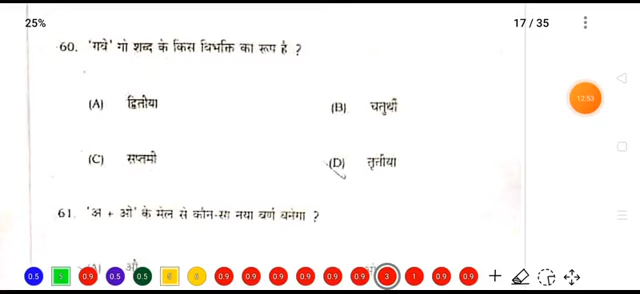 25%
17 / 35
60. 'गवे' गो शब्द के किस विभक्ति का रूप है ?
12:53
(A) द्वितीया
(B) चतुर्थी
(C) सप्तमी
(D) तृतीया
61. 'अ + ओ' के मेल से कौन-सा नया वर्ण बनेगा ?
0.5 5 0.9 0.5 0.5 8 8 0.9 0.9 0.9 0.9 0.9 0.9 3 1 0.9 0.9